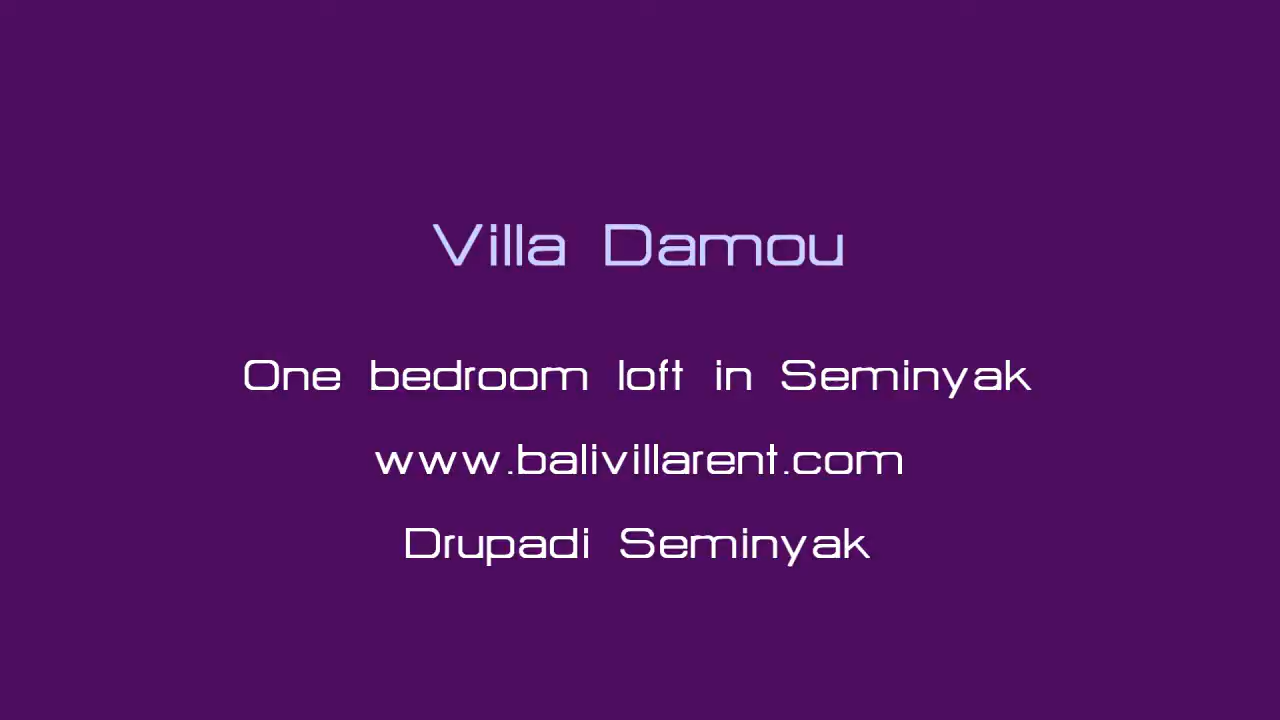 Villa Damou
One bedroom loft in Seminyak
www.balivillarent.com
Drupadi Seminyak